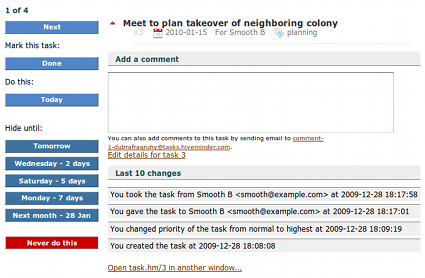 1 of 4
Next
Mark this task:
Done
Do this:
Today
Hide until:
Tomorrow
Wednesday - 2 days
Saturday - 5 days
Monday - 7 days
Next month - 28 Jan
Never do this
Meet to plan takeover of neighboring colony
#3 2010-01-15 For Smooth B planning
Add a comment
You can also add comments to this task by sending email to comment-
1-dubrafraqruhy@tasks.hiveminder.com.
Edit details for task 3
Last 10 changes
You took the task from Smooth B <smooth@example.com> at 2009-12-28 18:17:58
You gave the task to Smooth B <smooth@example.com> at 2009-12-28 18:17:01
You changed priority of the task from normal to highest at 2009-12-28 18:09:19
You created the task at 2009-12-28 18:08:08
Open task.hm/3 in another window...